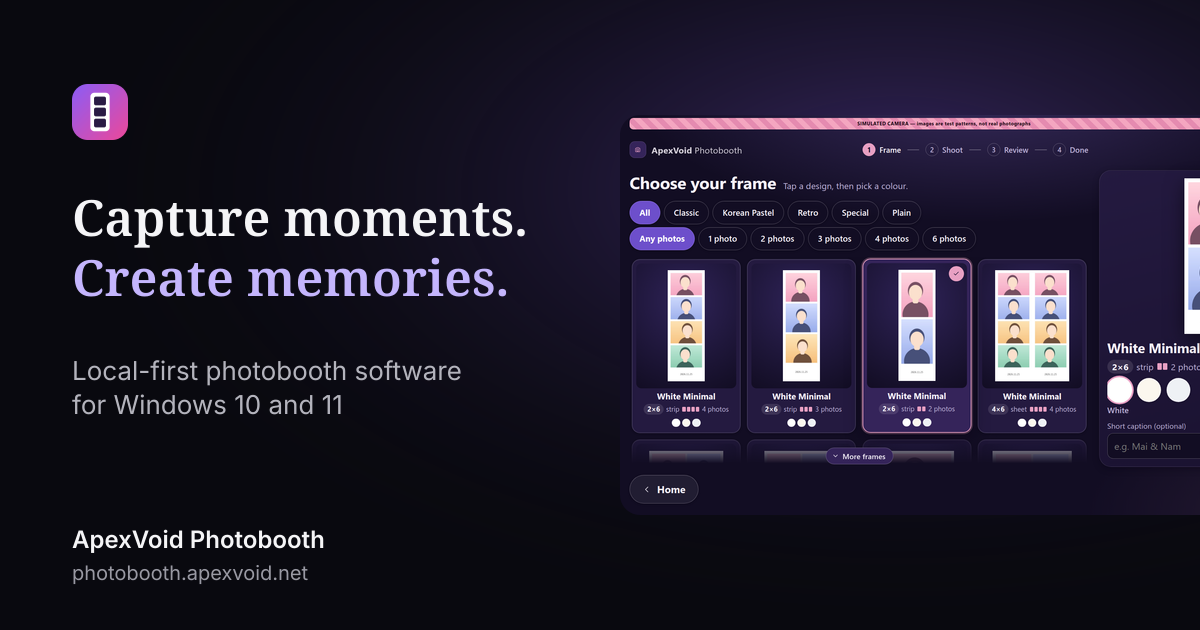 Capture moments.
Create memories.
Local-first photobooth software
for Windows 10 and 11
ApexVoid Photobooth
photobooth.apexvoid.net
SIMULATED CAMERA — images are test patterns, not real photographs
ApexVoid Photobooth
1 Frame — 2 Shoot — 3 Review — 4 Done
Choose your frame Tap a design, then pick a colour.
All Classic Korean Pastel Retro Special Plain
Any photos 1 photo 2 photos 3 photos 4 photos 6 photos
White Minimal
2×6 strip 4 photos
White Minimal
2×6 strip 3 photos
White Minimal
2×6 strip 2 photos
White Minimal
4×6 sheet 4 photos
More frames
Home
White Minimal
2×6 strip 2 photo
White
Short caption (optional)
e.g. Mai & Nam